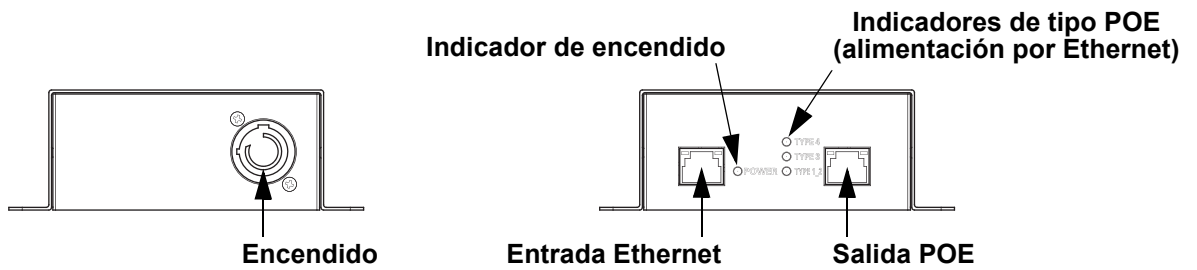 Indicadores de tipo POE
(alimentación por Ethernet)
Indicador de encendido
TYPE 4
TYPE 3
POWER TYPE 1_2
Encendido
Entrada Ethernet
Salida POE